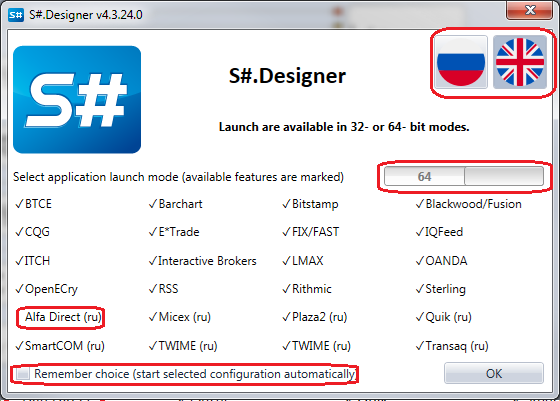 S# S#.Designer v4.3.24.0
S#
S#.Designer
Launch are available in 32- or 64- bit modes.
Select application launch mode (available features are marked) 64
✓BTCE ✓Barchart ✓Bitstamp ✓Blackwood/Fusion
✓CQG ✓E*Trade ✓FIX/FAST ✓IQFeed
✓ITCH ✓Interactive Brokers ✓LMAX ✓OANDA
✓OpenECry ✓RSS ✓Rithmic ✓Sterling
Alfa Direct (ru) ✓Micex (ru) ✓Plaza2 (ru) ✓Quik (ru)
✓SmartCOM (ru) ✓TWIME (ru) ✓TWIME (ru) ✓Transaq (ru)
Remember choice (start selected configuration automatically OK